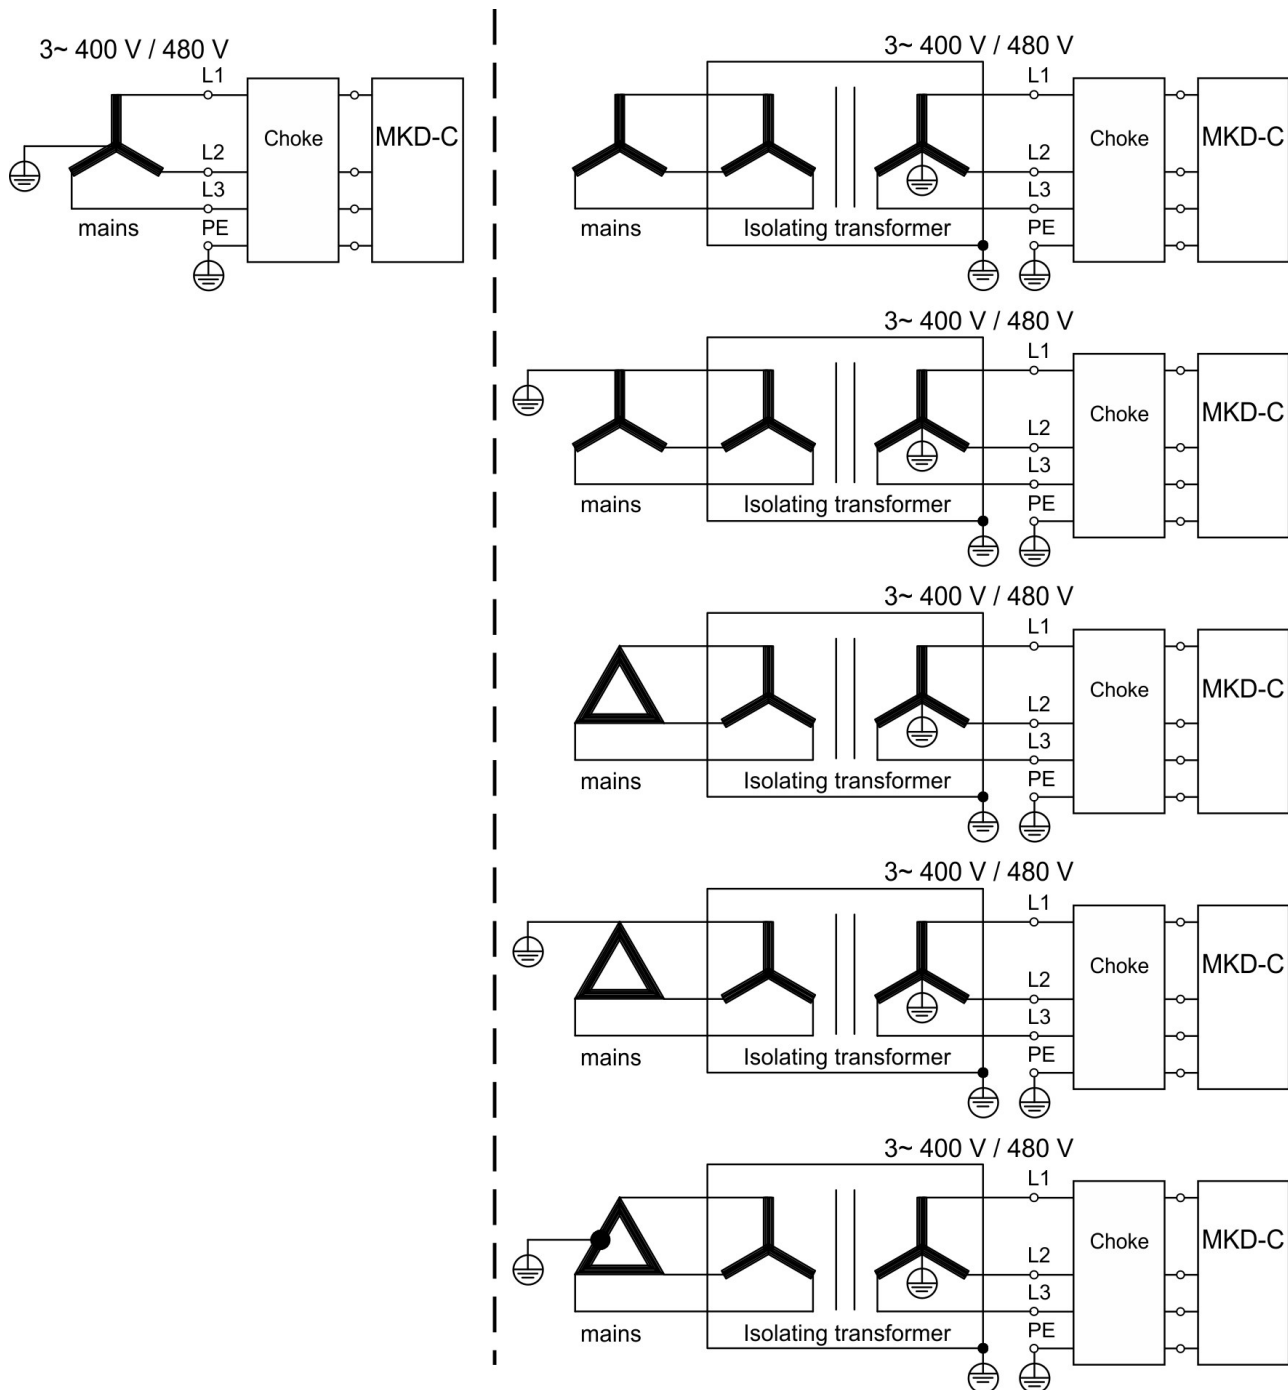 3~ 400 V / 480 V
L1
Choke
MKD-C
L2
L3
mains
PE
3~ 400 V / 480 V
L1
Choke
MKD-C
L2
L3
mains
Isolating transformer
PE
3~ 400 V / 480 V
L1
Choke
MKD-C
L2
L3
mains
Isolating transformer
PE
3~ 400 V / 480 V
L1
Choke
MKD-C
L2
L3
mains
Isolating transformer
PE
3~ 400 V / 480 V
L1
Choke
MKD-C
L2
L3
mains
Isolating transformer
PE
3~ 400 V / 480 V
L1
Choke
MKD-C
L2
L3
mains
Isolating transformer
PE